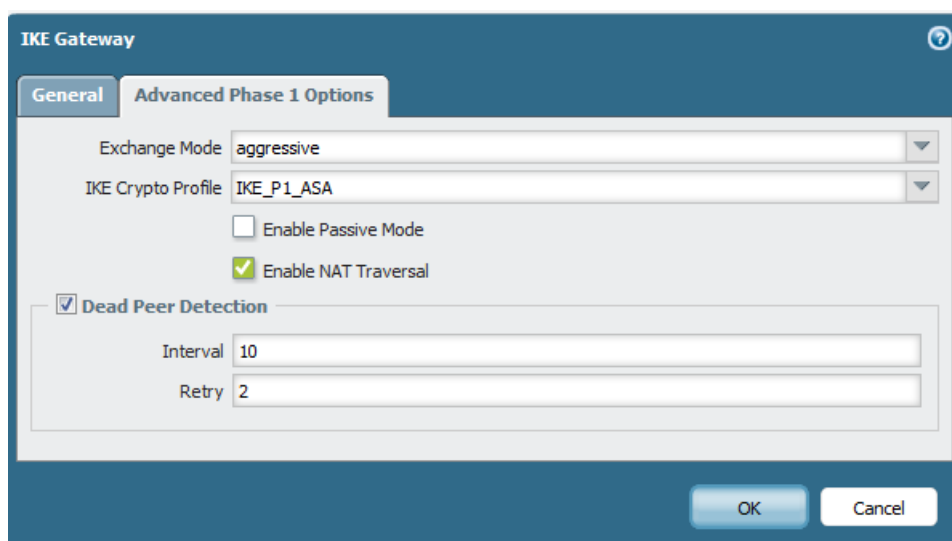 IKE Gateway
General Advanced Phase 1 Options
Exchange Mode aggressive
IKE Crypto Profile IKE_P1_ASA
Enable Passive Mode
Enable NAT Traversal
Dead Peer Detection
Interval 10
Retry 2
OK Cancel